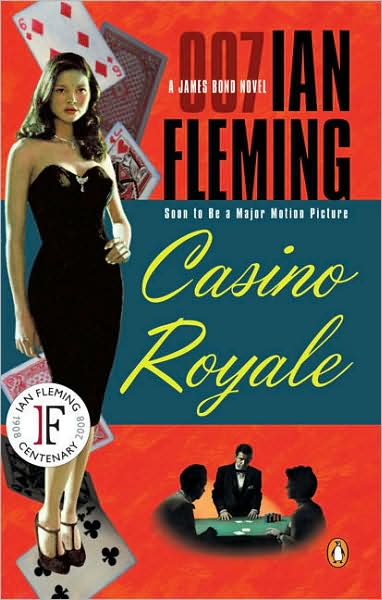 007 IAN
A JAMES BOND NOVEL
FLEMING
Soon to Be a Major Motion Picture
Casino
Royale
IAN FLEMING
1908 IF 2008
CENTENARY